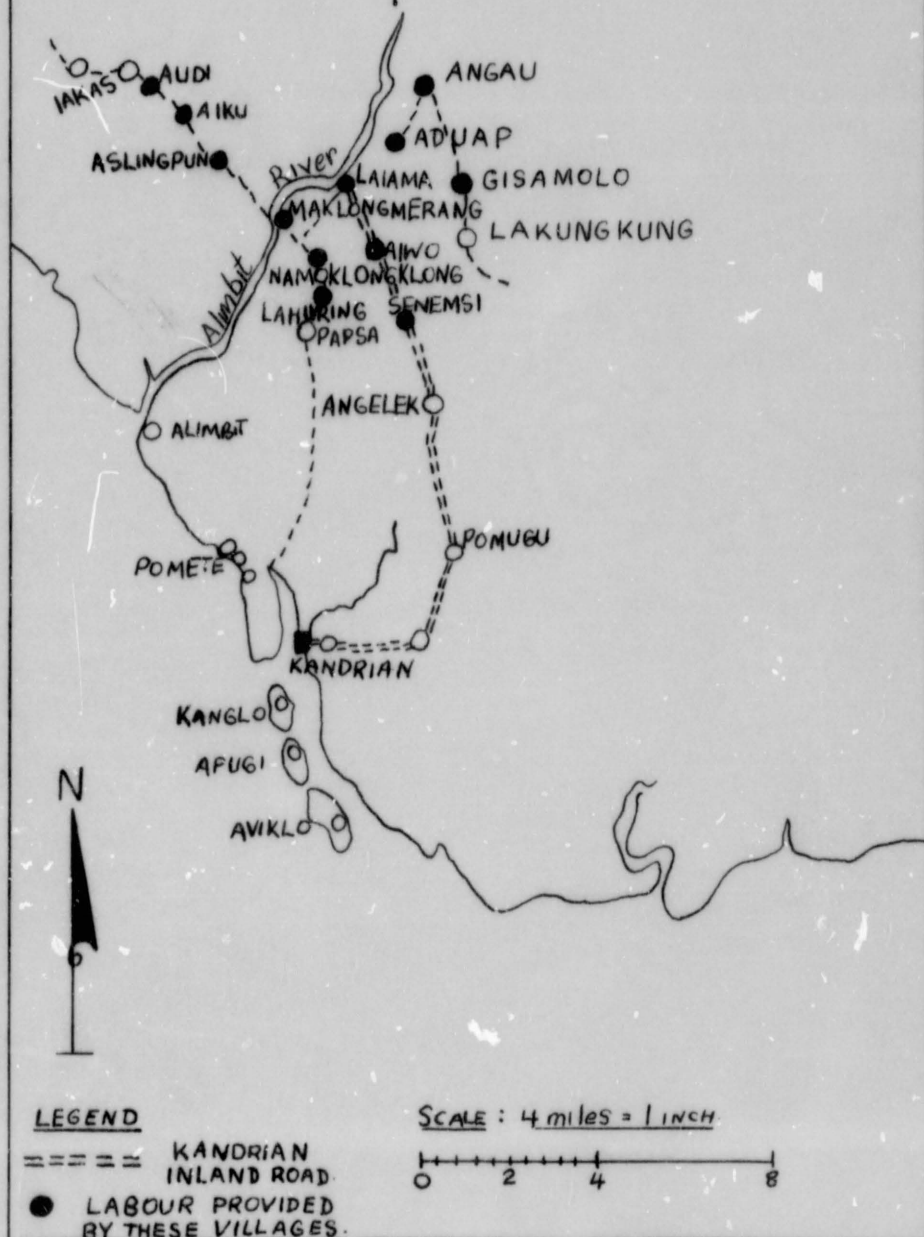 AUDI
IAKAS
AIKU
ASLINGPUN
ANGAU
ADUAP
River
LAIAMA
GISAMOLO
MAKLONGMERANG
LAKUNGKUNG
AIWO
NAMOKLONGKLONG
Alimbit
LAHURING
SENEMSI
PAPSA
ANGELEK
ALIMBIT
POMUGU
POMETE
KANDRIAN
KANGLO
APUGI
AVIKLO
N
LEGEND
KANDRIAN
INLAND ROAD.
LABOUR PROVIDED
BY THESE VILLAGES.
SCALE : 4 miles = 1 INCH
0 2 4 8